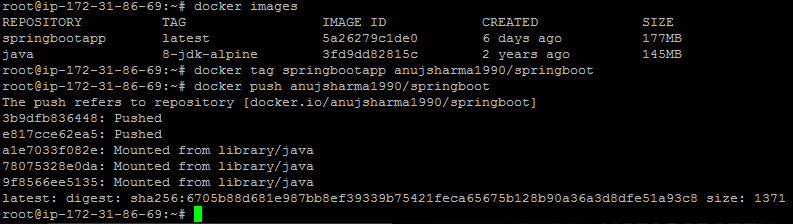 root@ip-172-31-86-69:~# docker images
REPOSITORY TAG IMAGE ID CREATED SIZE
springbootapp latest 5a26279c1de0 6 days ago 177MB
java 8-jdk-alpine 3fd9dd82815c 2 years ago 145MB
root@ip-172-31-86-69:~# docker tag springbootapp anujsharma1990/springboot
root@ip-172-31-86-69:~# docker push anujsharma1990/springboot
The push refers to repository [docker.io/anujsharma1990/springboot]
3b9dfb836448: Pushed
e817cce62ea5: Pushed
a1e7033f082e: Mounted from library/java
78075328e0da: Mounted from library/java
9f8566ee5135: Mounted from library/java
latest: digest: sha256:6705b88d681e987bb8ef39339b75421feca65675b128b90a36a3d8dfe51a93c8 size: 1371
root@ip-172-31-86-69:~#